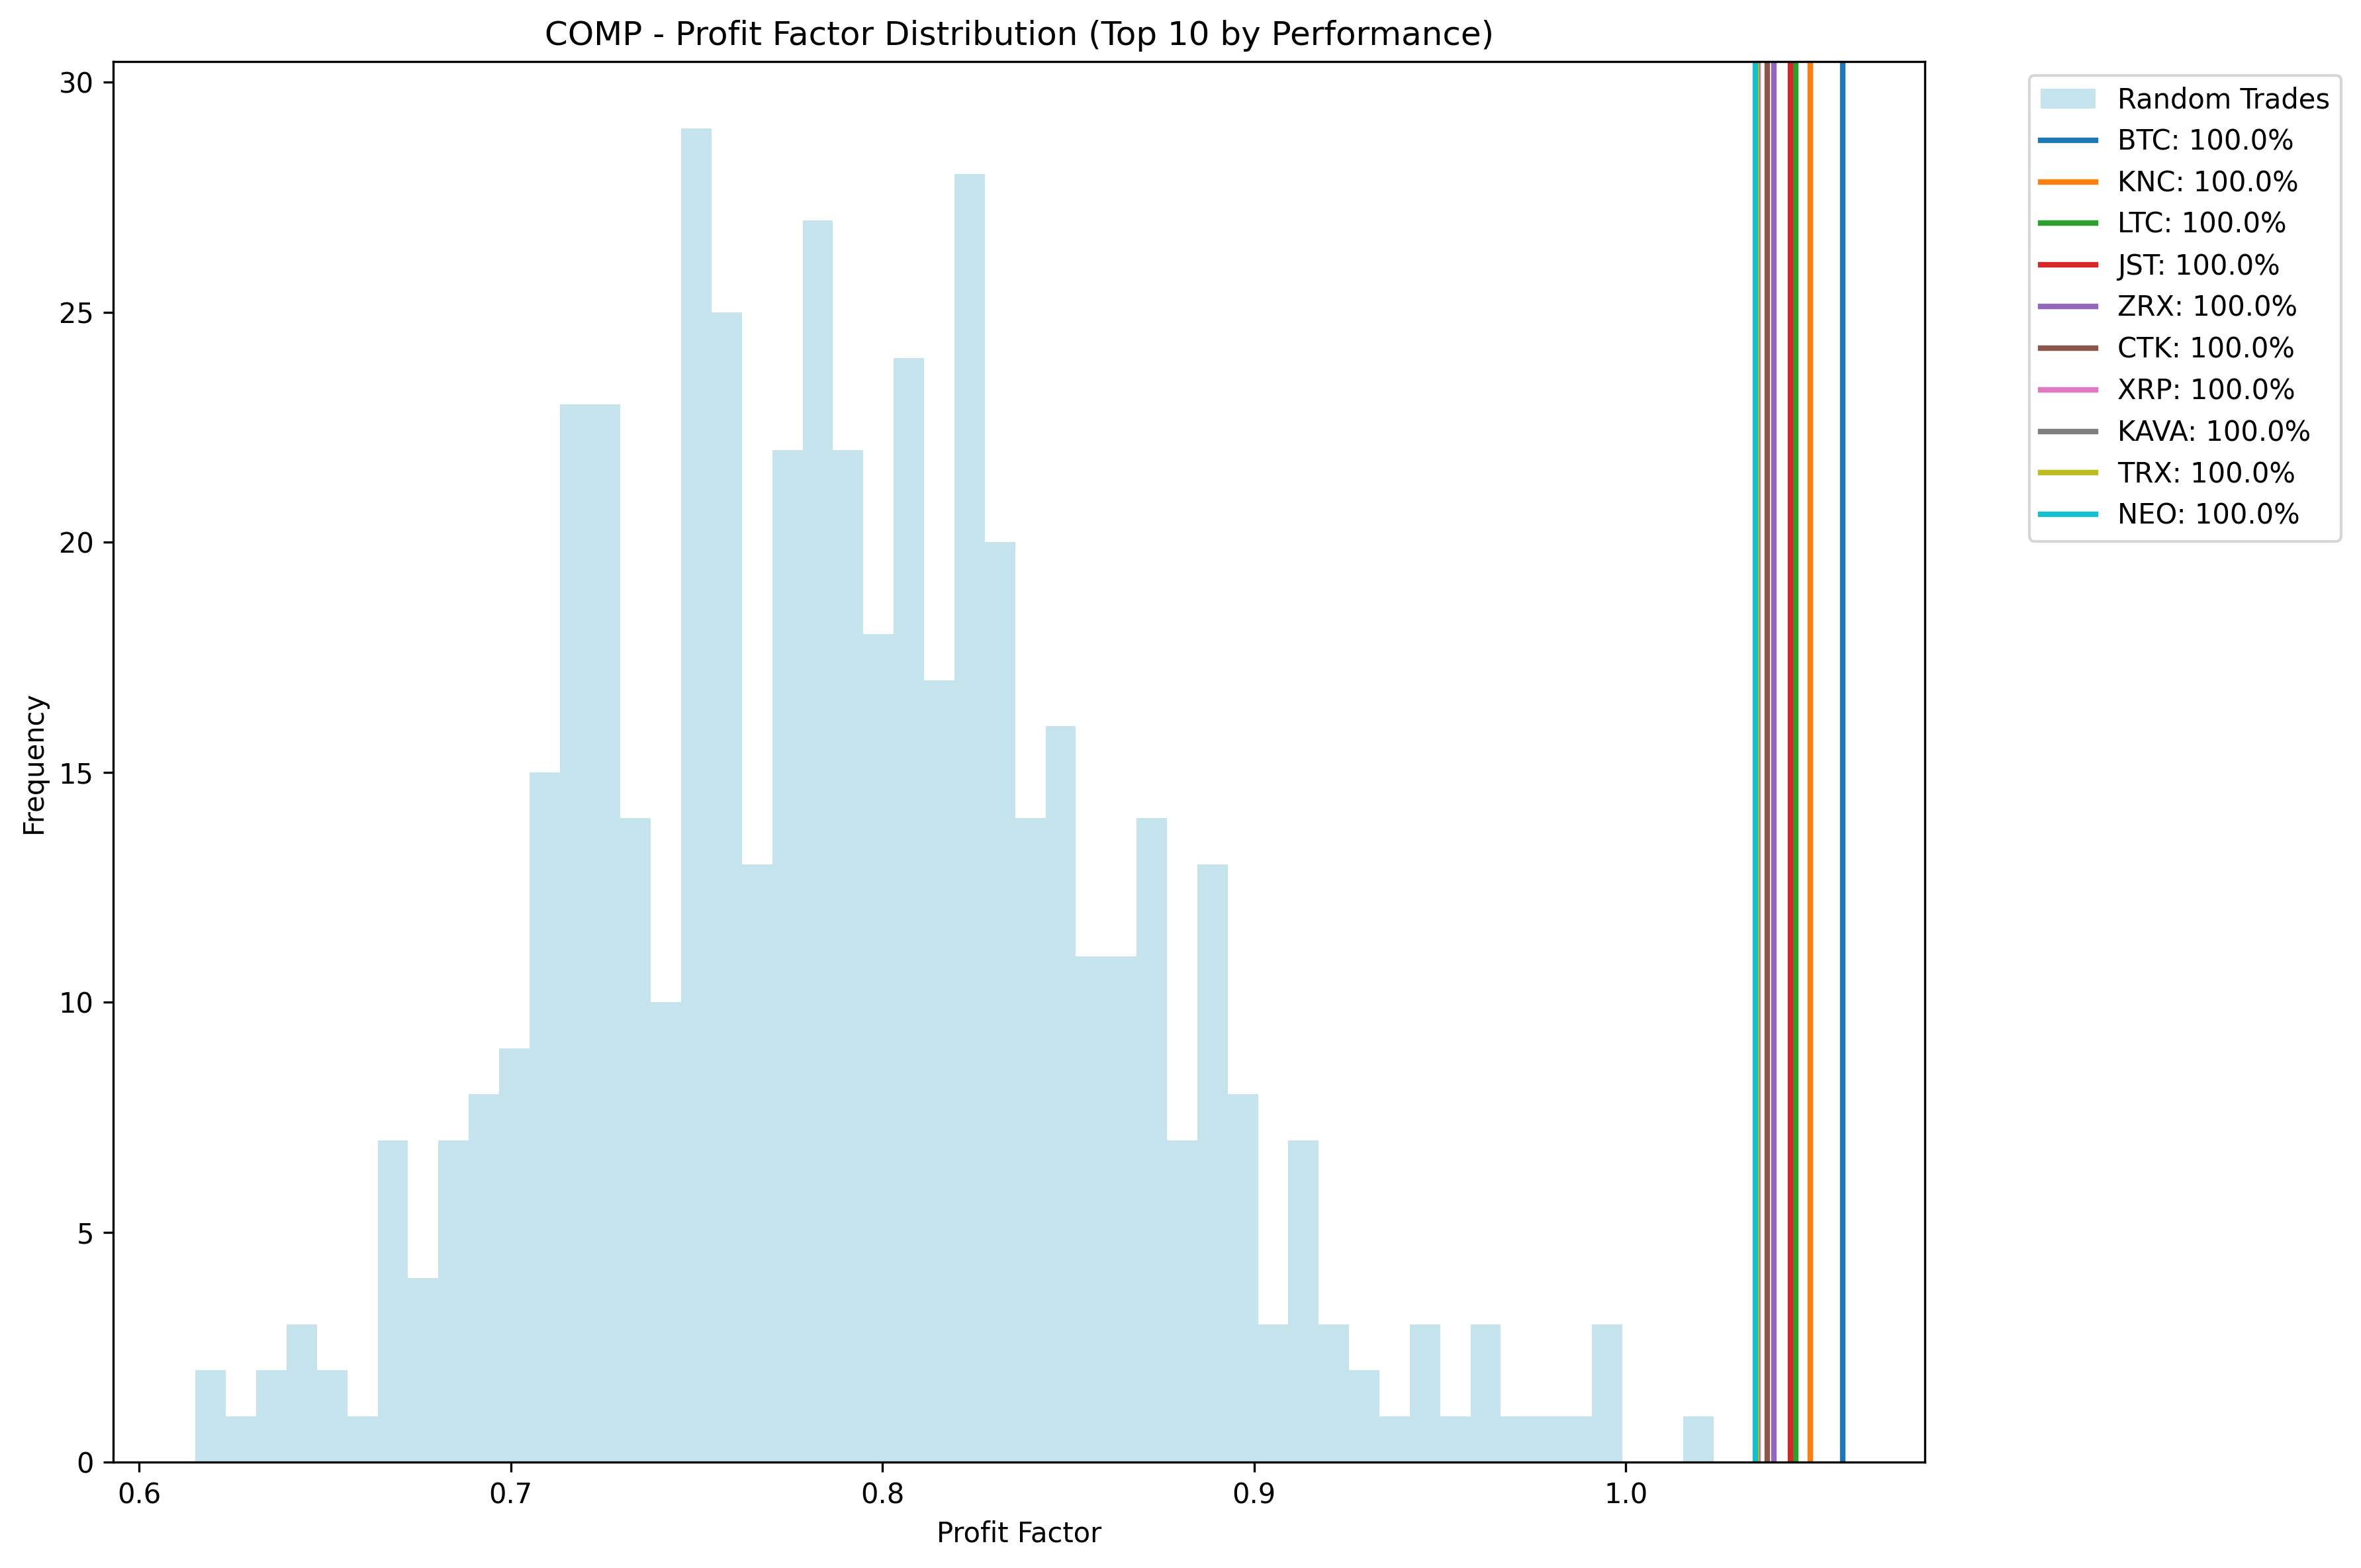 COMP - Profit Factor Distribution (Top 10 by Performance)
30
25
20
15
10
5
0
Frequency
0.6
0.7
0.8
0.9
1.0
Profit Factor
Random Trades
BTC: 100.0%
KNC: 100.0%
LTC: 100.0%
JST: 100.0%
ZRX: 100.0%
CTK: 100.0%
XRP: 100.0%
KAVA: 100.0%
TRX: 100.0%
NEO: 100.0%